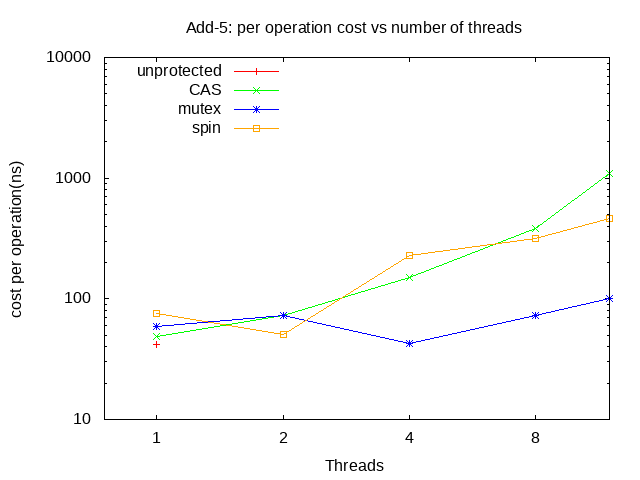 Add-5: per operation cost vs number of threads
10000
unprotected
CAS
mutex
spin
1000
100
10
cost per operation(ns)
1 2 4 8
Threads